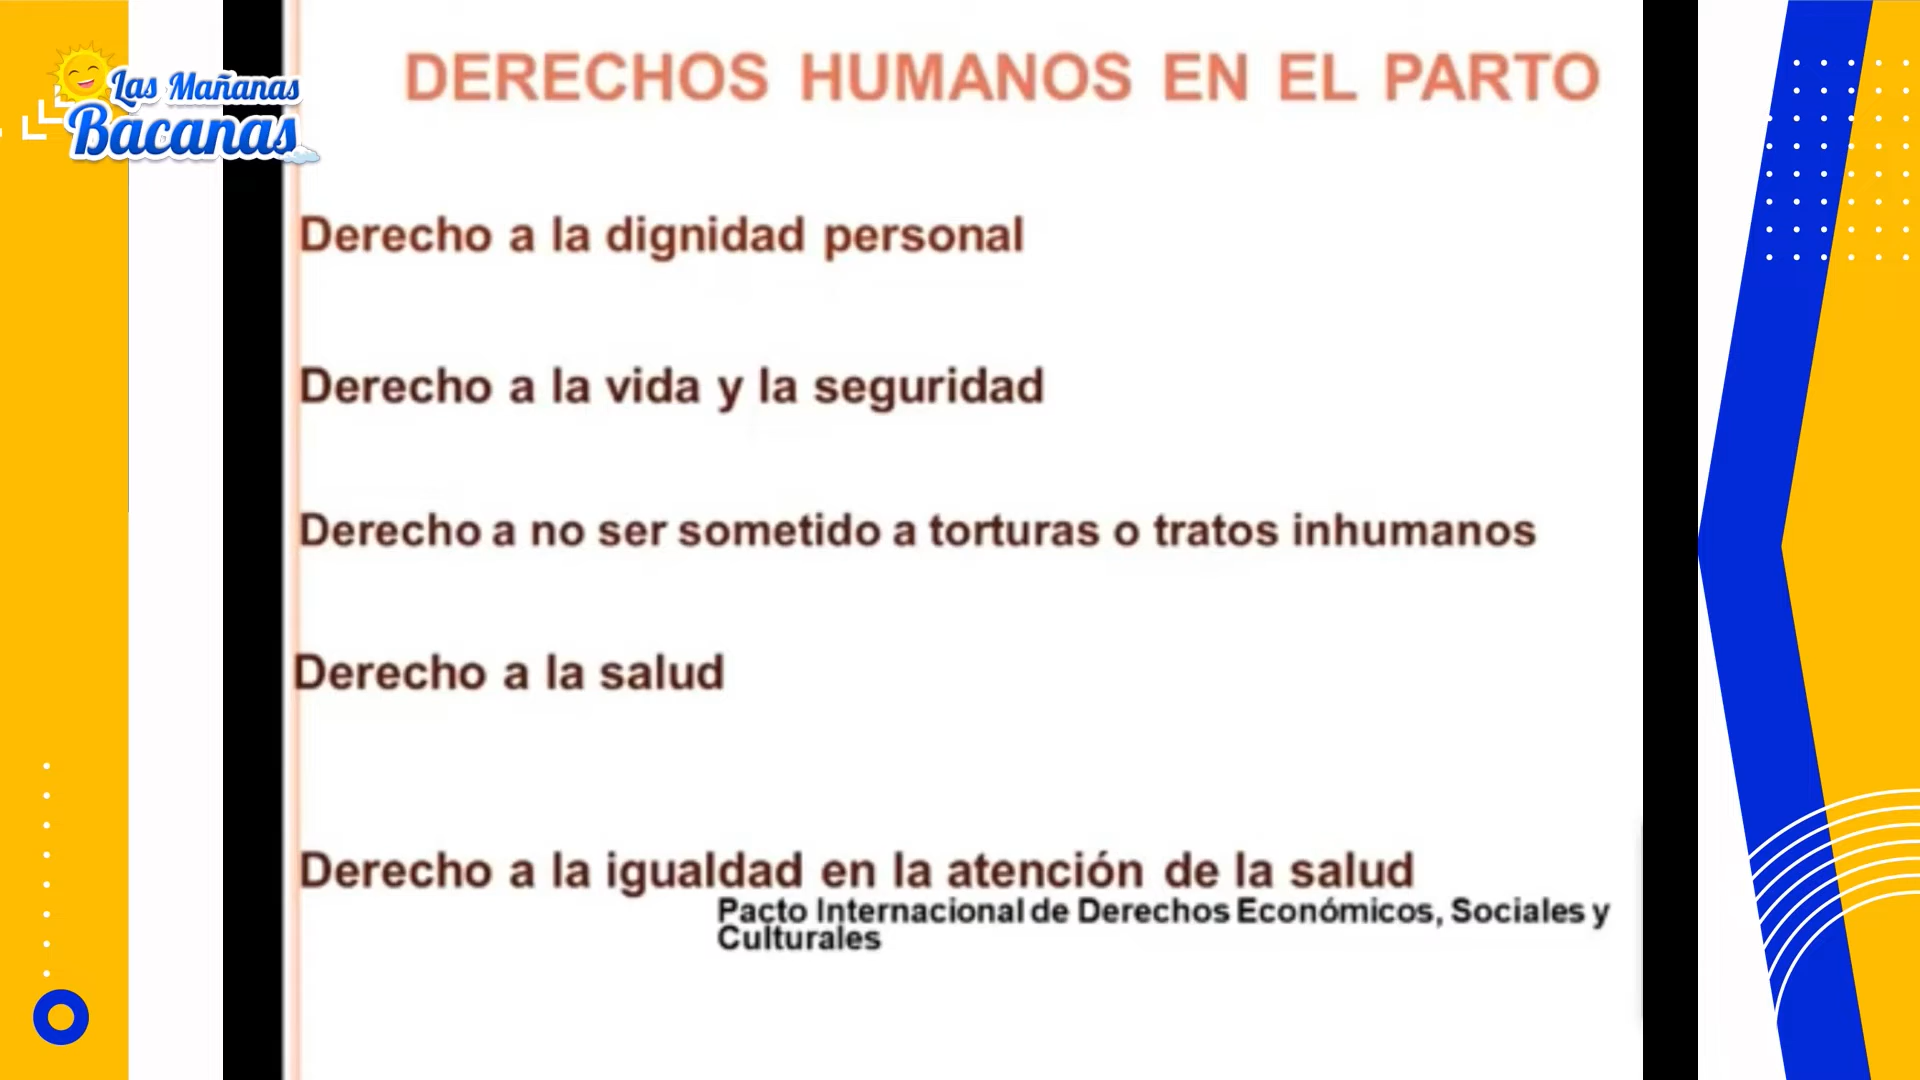 Las Mañanas
Bacanas
DERECHOS HUMANOS EN EL PARTO
Derecho a la dignidad personal
Derecho a la vida y la seguridad
Derecho a no ser sometido a torturas o tratos inhumanos
Derecho a la salud
Derecho a la igualdad en la atención de la salud
Pacto Internacional de Derechos Económicos, Sociales y
Culturales